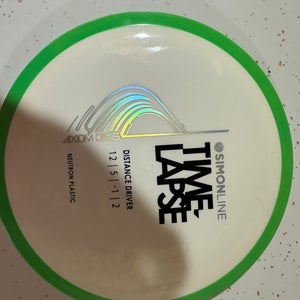 SIMONLINE
TIME-
LAPSE
AXIOM DISCS
DISTANCE DRIVER
12 | 5 | -1 | 2
NEUTRON PLASTIC